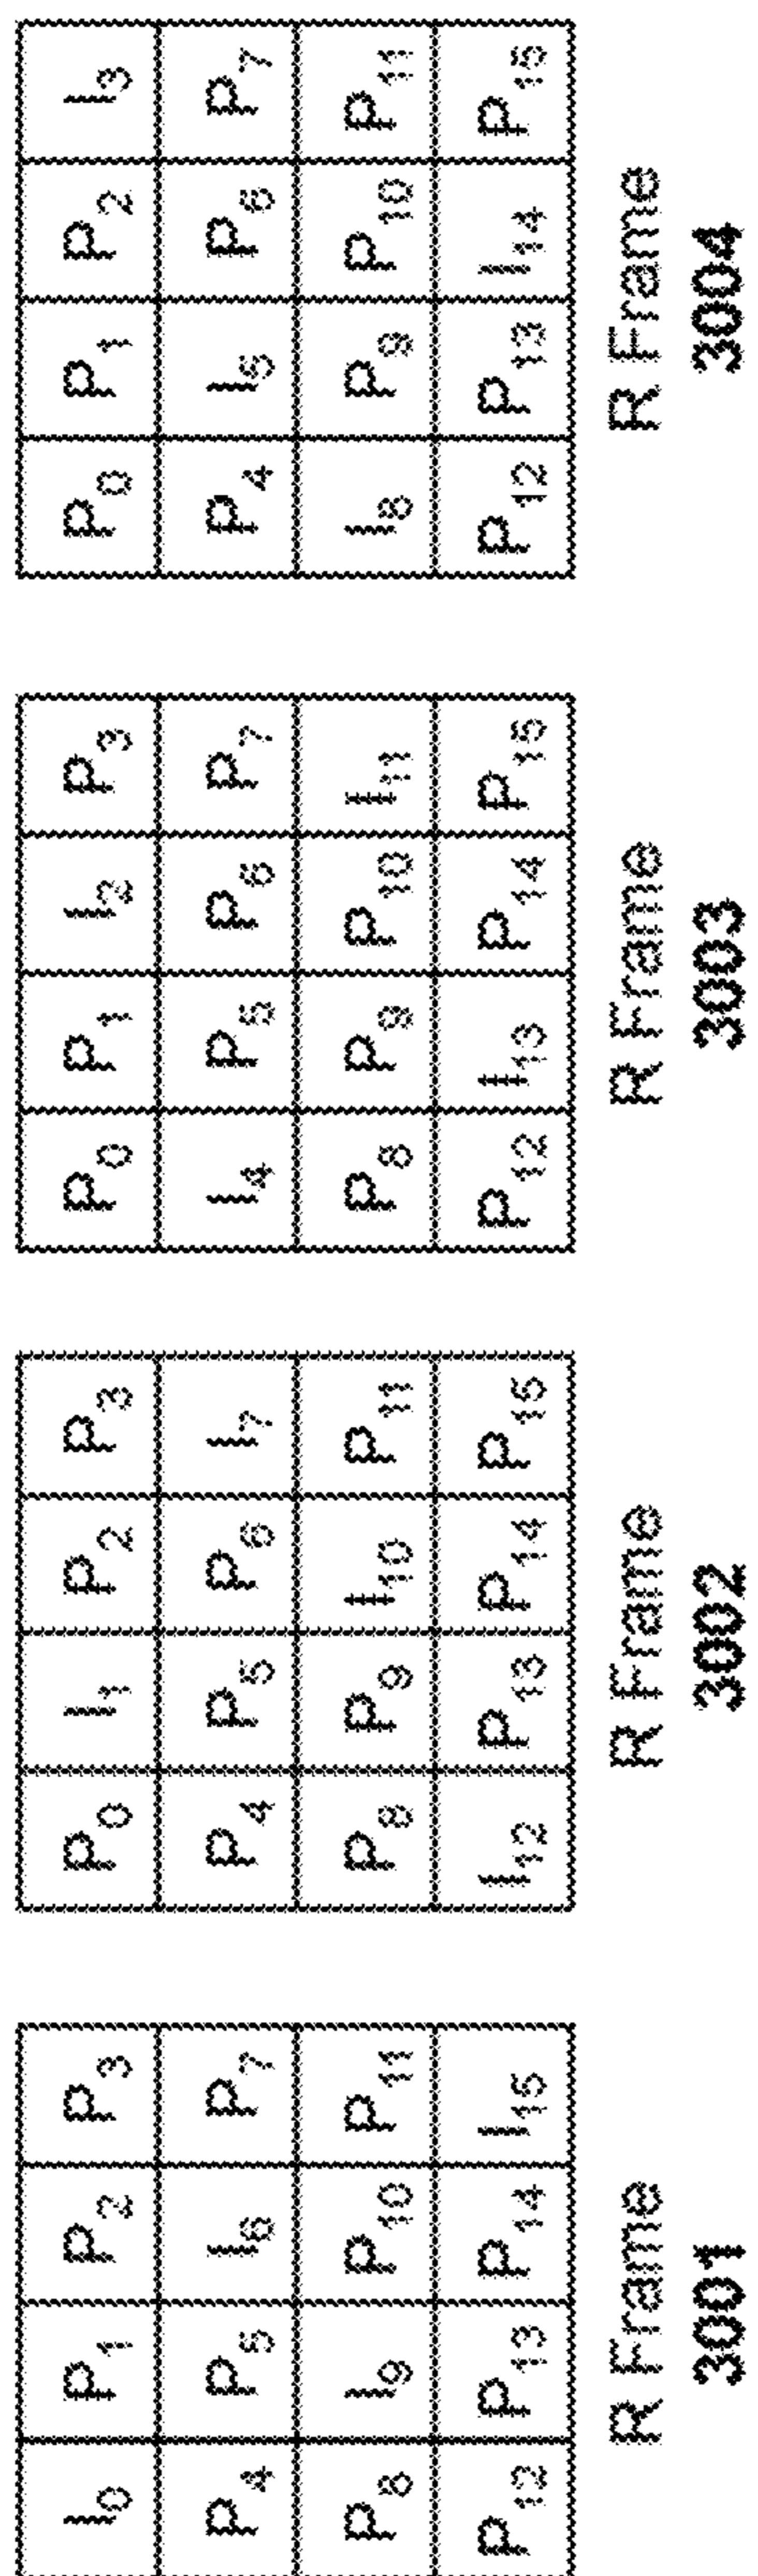 I0 P1 P2 P3
P4 P5 I6 P7
P8 I9 P10 P11
P12 P13 P14 I15
R Frame
3001
P0 I1 P2 P3
P4 P5 P6 I7
P8 P9 I10 P11
I12 P13 P14 P15
R Frame
3002
P0 P1 I2 P3
I4 P5 P6 P7
P8 P9 P10 I11
P12 I13 P14 P15
R Frame
3003
P0 P1 P2 I3
P4 I5 P6 P7
I8 P9 P10 P11
P12 P13 I14 P15
R Frame
3004